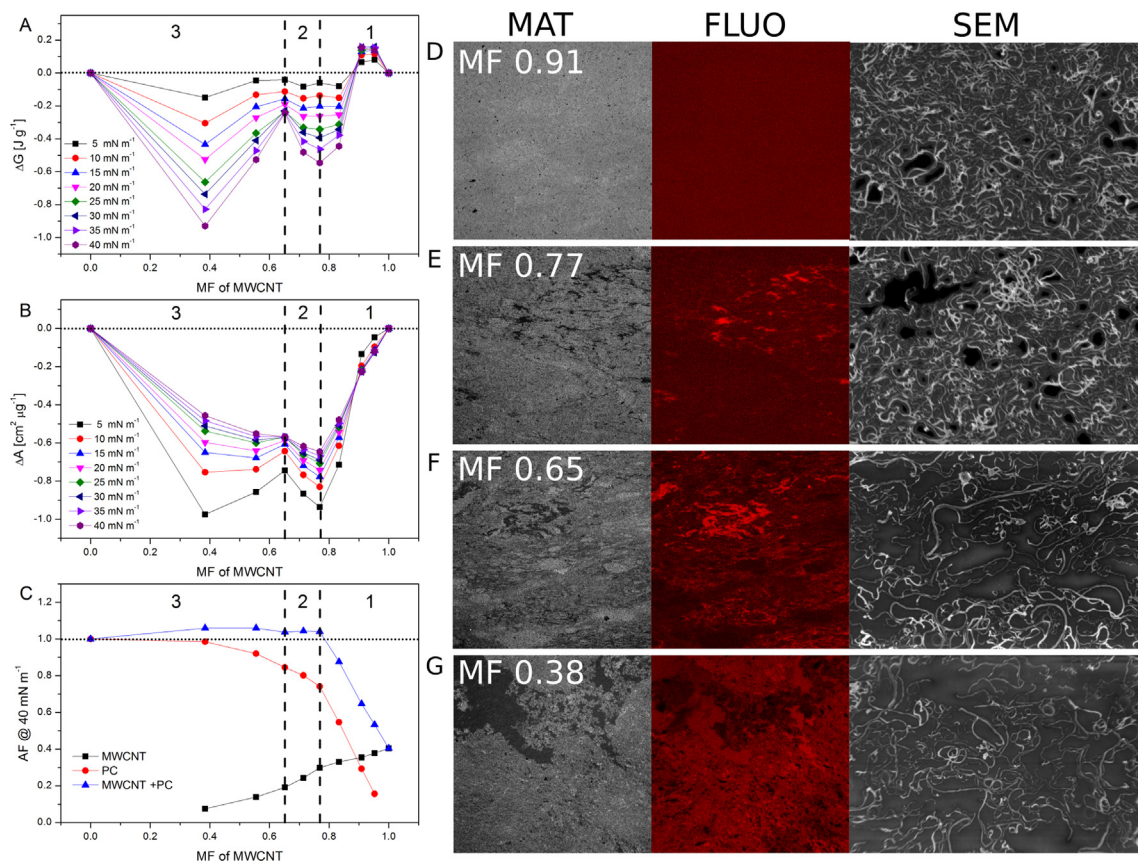 A
3
2
1
ΔG [J g⁻¹]
0.2
0.0
-0.2
-0.4
-0.6
-0.8
-1.0
5 mN m⁻¹
10 mN m⁻¹
15 mN m⁻¹
20 mN m⁻¹
25 mN m⁻¹
30 mN m⁻¹
35 mN m⁻¹
40 mN m⁻¹
0.0 0.2 0.4 0.6 0.8 1.0
MF of MWCNT
B
3
2
1
ΔA [cm² µg⁻¹]
0.0
-0.2
-0.4
-0.6
-0.8
-1.0
5 mN m⁻¹
10 mN m⁻¹
15 mN m⁻¹
20 mN m⁻¹
25 mN m⁻¹
30 mN m⁻¹
35 mN m⁻¹
40 mN m⁻¹
0.0 0.2 0.4 0.6 0.8 1.0
MF of MWCNT
C
3
2
1
AF @ 40 mN m⁻¹
1.2
1.0
0.8
0.6
0.4
0.2
0.0
MWCNT
PC
MWCNT +PC
0.0 0.2 0.4 0.6 0.8 1.0
MF of MWCNT
MAT FLUO SEM
D
MF 0.91
E
MF 0.77
F
MF 0.65
G
MF 0.38